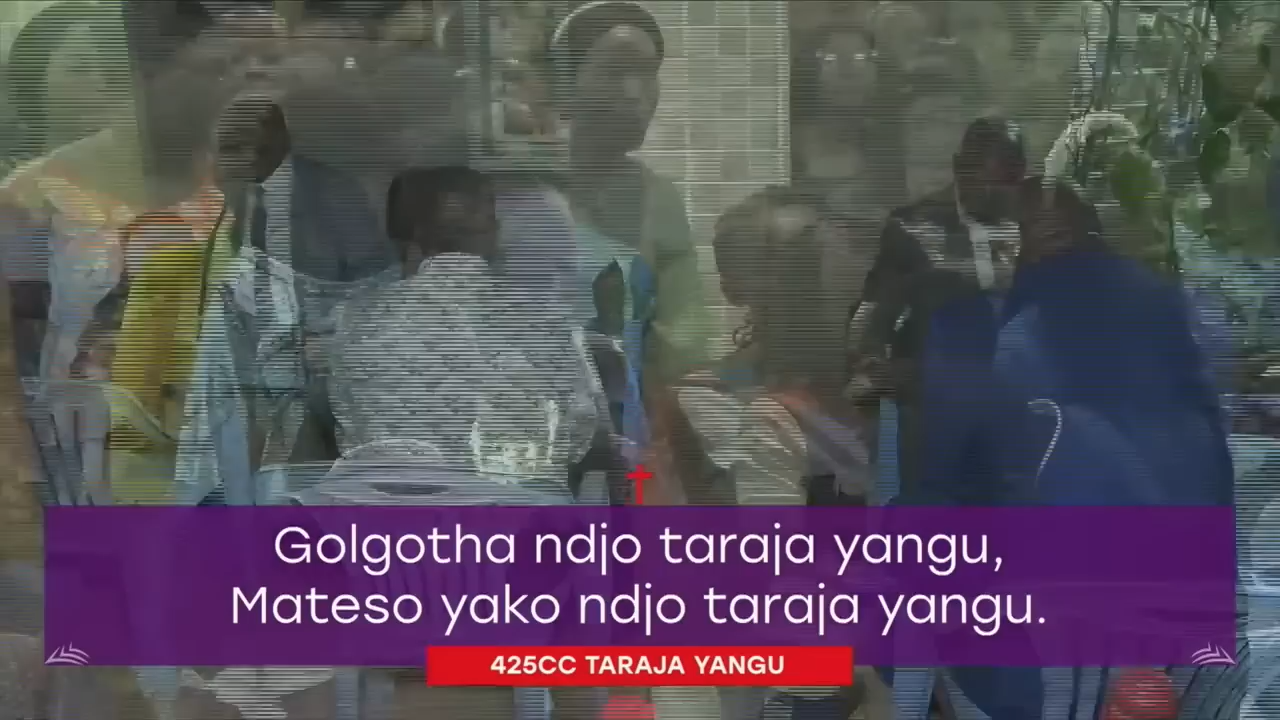 Golgotha ndjo taraja yangu,
Mateso yako ndjo taraja yangu.
425CC TARAJA YANGU